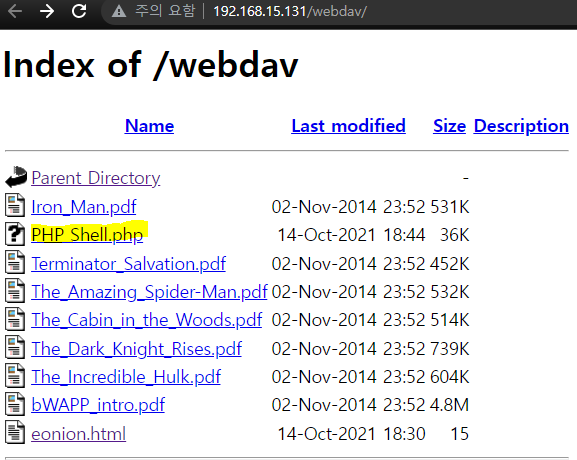 주의 요함 | 192.168.15.131/webdav/
Index of /webdav
Name Last modified Size Description
Parent Directory -
Iron_Man.pdf 02-Nov-2014 23:52 531K
PHP Shell.php 14-Oct-2021 18:44 36K
Terminator_Salvation.pdf 02-Nov-2014 23:52 452K
The_Amazing_Spider-Man.pdf 02-Nov-2014 23:52 532K
The_Cabin_in_the_Woods.pdf 02-Nov-2014 23:52 514K
The_Dark_Knight_Rises.pdf 02-Nov-2014 23:52 739K
The_Incredible_Hulk.pdf 02-Nov-2014 23:52 604K
bWAPP_intro.pdf 02-Nov-2014 23:52 4.8M
eonion.html 14-Oct-2021 18:30 15